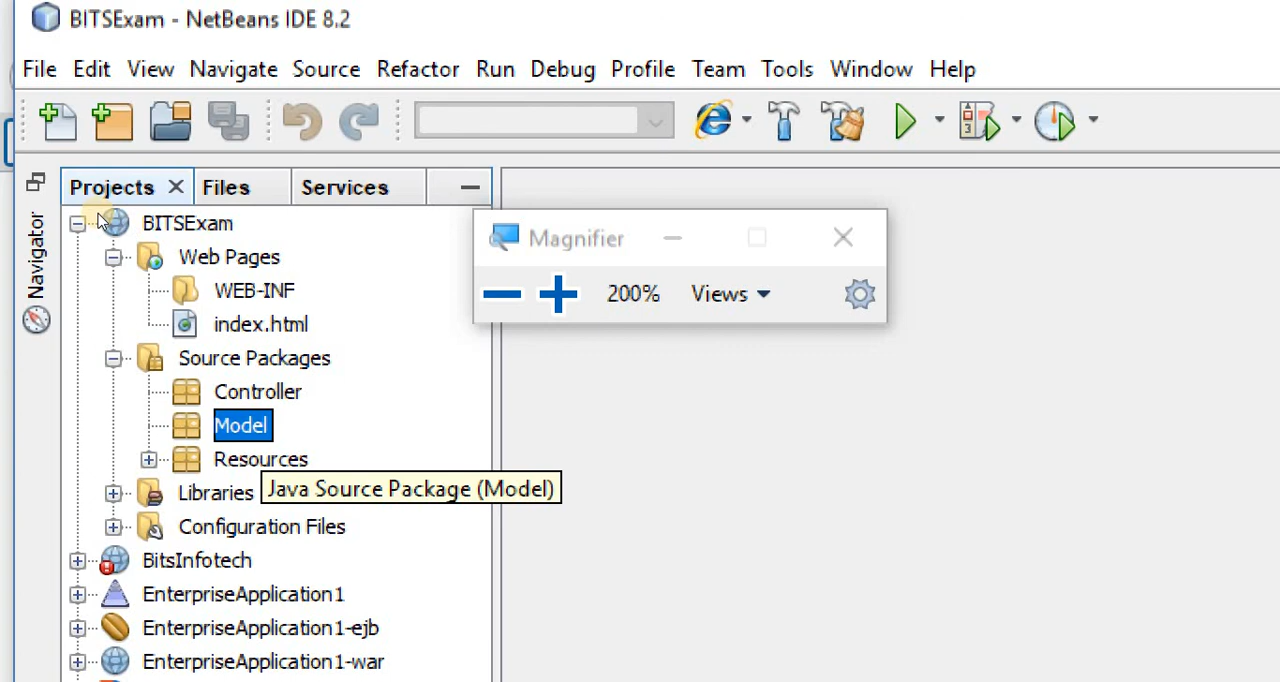 BITSExam - NetBeans IDE 8.2
File Edit View Navigate Source Refactor Run Debug Profile Team Tools Window Help
Projects Files Services
Navigator
BITSExam
Web Pages
WEB-INF
index.html
Source Packages
Controller
Model
Resources
Libraries
Java Source Package (Model)
Configuration Files
BitsInfotech
EnterpriseApplication1
EnterpriseApplication1-ejb
EnterpriseApplication1-war
Magnifier
200% Views